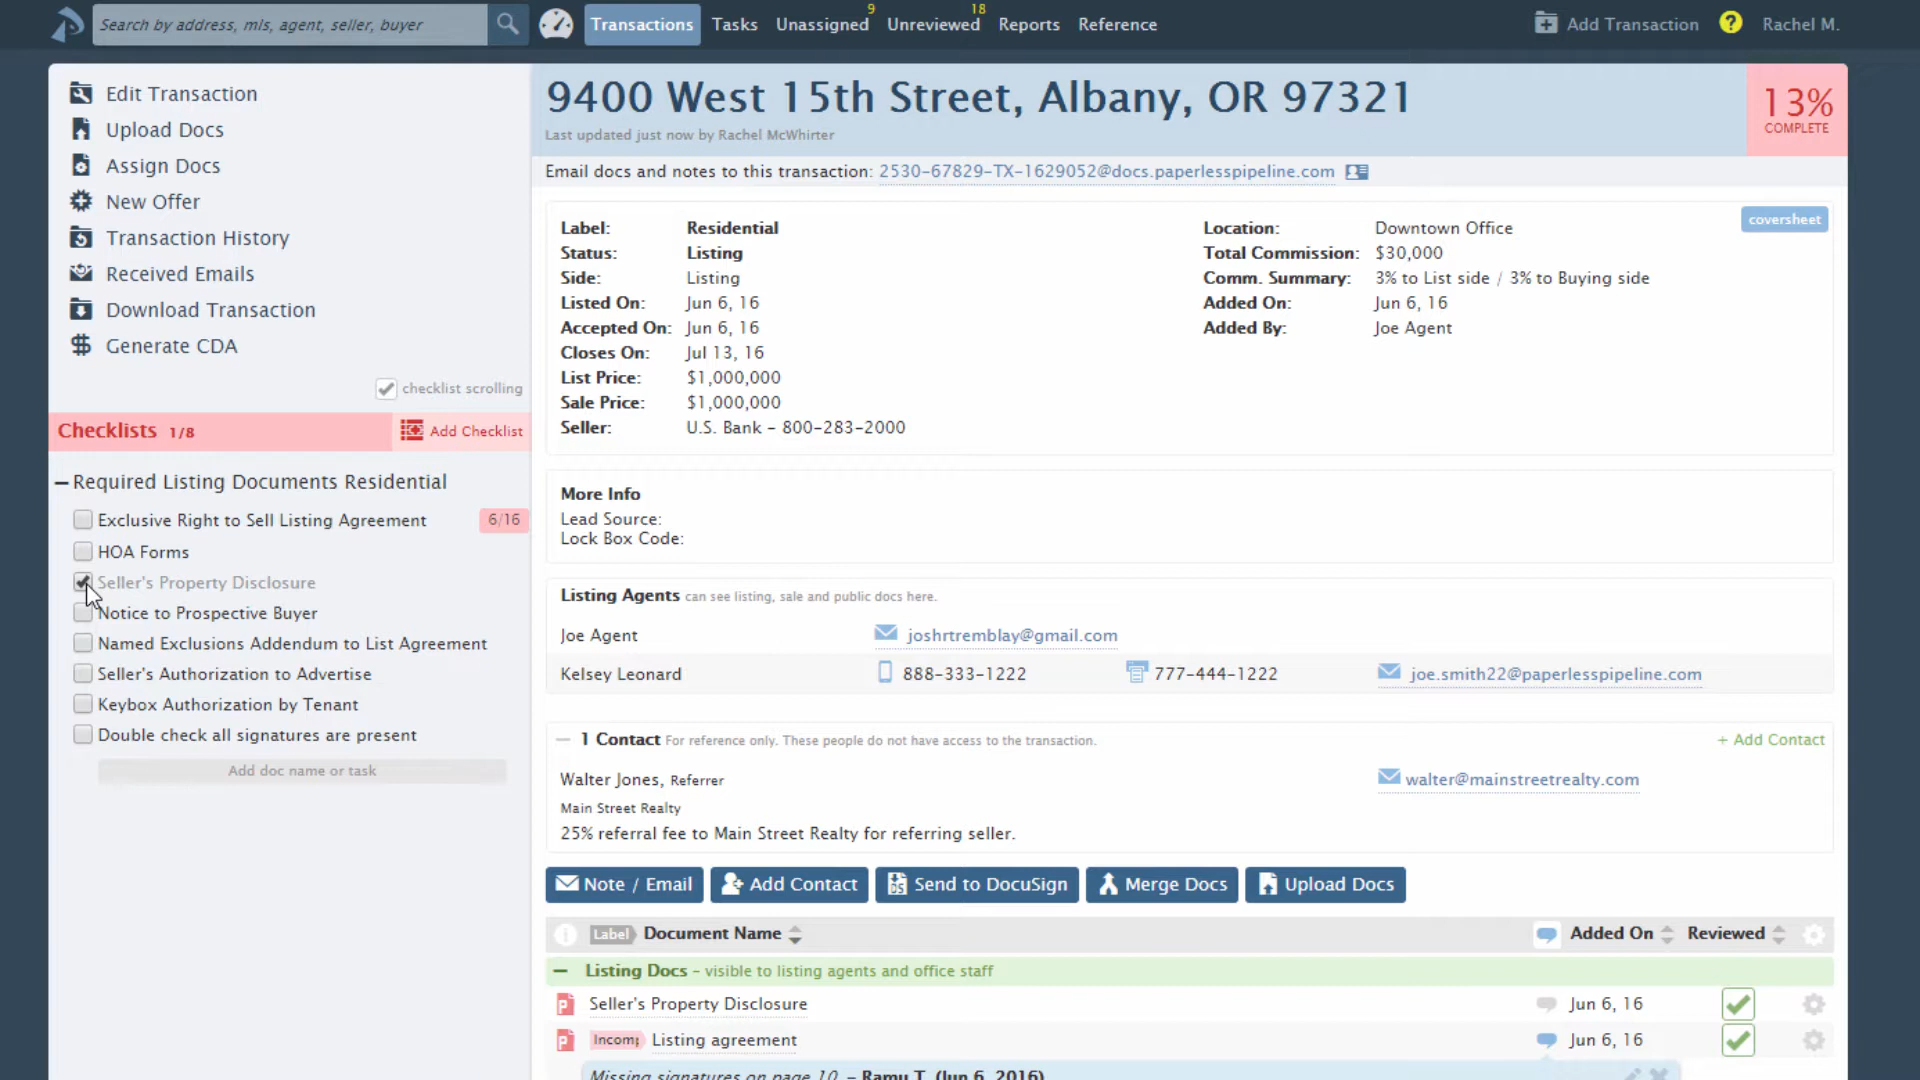 Search by address, mls, agent, seller, buyer
Transactions
Tasks
Unassigned 9
Unreviewed 18
Reports
Reference
Add Transaction
?
Rachel M.
Edit Transaction
Upload Docs
Assign Docs
New Offer
Transaction History
Received Emails
Download Transaction
Generate CDA
checklist scrolling
Checklists 1/8
Add Checklist
Required Listing Documents Residential
Exclusive Right to Sell Listing Agreement 6/16
HOA Forms
Seller's Property Disclosure
Notice to Prospective Buyer
Named Exclusions Addendum to List Agreement
Seller's Authorization to Advertise
Keybox Authorization by Tenant
Double check all signatures are present
Add doc name or task
9400 West 15th Street, Albany, OR 97321
Last updated just now by Rachel McWhirter
13%
COMPLETE
Email docs and notes to this transaction: 2530-67829-TX-1629052@docs.paperlesspipeline.com
coversheet
Label: Residential
Status: Listing
Side: Listing
Listed On: Jun 6, 16
Accepted On: Jun 6, 16
Closes On: Jul 13, 16
List Price: $1,000,000
Sale Price: $1,000,000
Seller: U.S. Bank - 800-283-2000
Location: Downtown Office
Total Commission: $30,000
Comm. Summary: 3% to List side / 3% to Buying side
Added On: Jun 6, 16
Added By: Joe Agent
More Info
Lead Source:
Lock Box Code:
Listing Agents can see listing, sale and public docs here.
Joe Agent joshrtremblay@gmail.com
Kelsey Leonard 888-333-1222 777-444-1222 joe.smith22@paperlesspipeline.com
1 Contact For reference only. These people do not have access to the transaction.
+ Add Contact
Walter Jones, Referrer walter@mainstreetrealty.com
Main Street Realty
25% referral fee to Main Street Realty for referring seller.
Note / Email
Add Contact
Send to DocuSign
Merge Docs
Upload Docs
Label Document Name Added On Reviewed
Listing Docs - visible to listing agents and office staff
Seller's Property Disclosure Jun 6, 16
Incomp Listing agreement Jun 6, 16
Missing signatures on page 10. - Ramu T. (Jun 6, 2016)